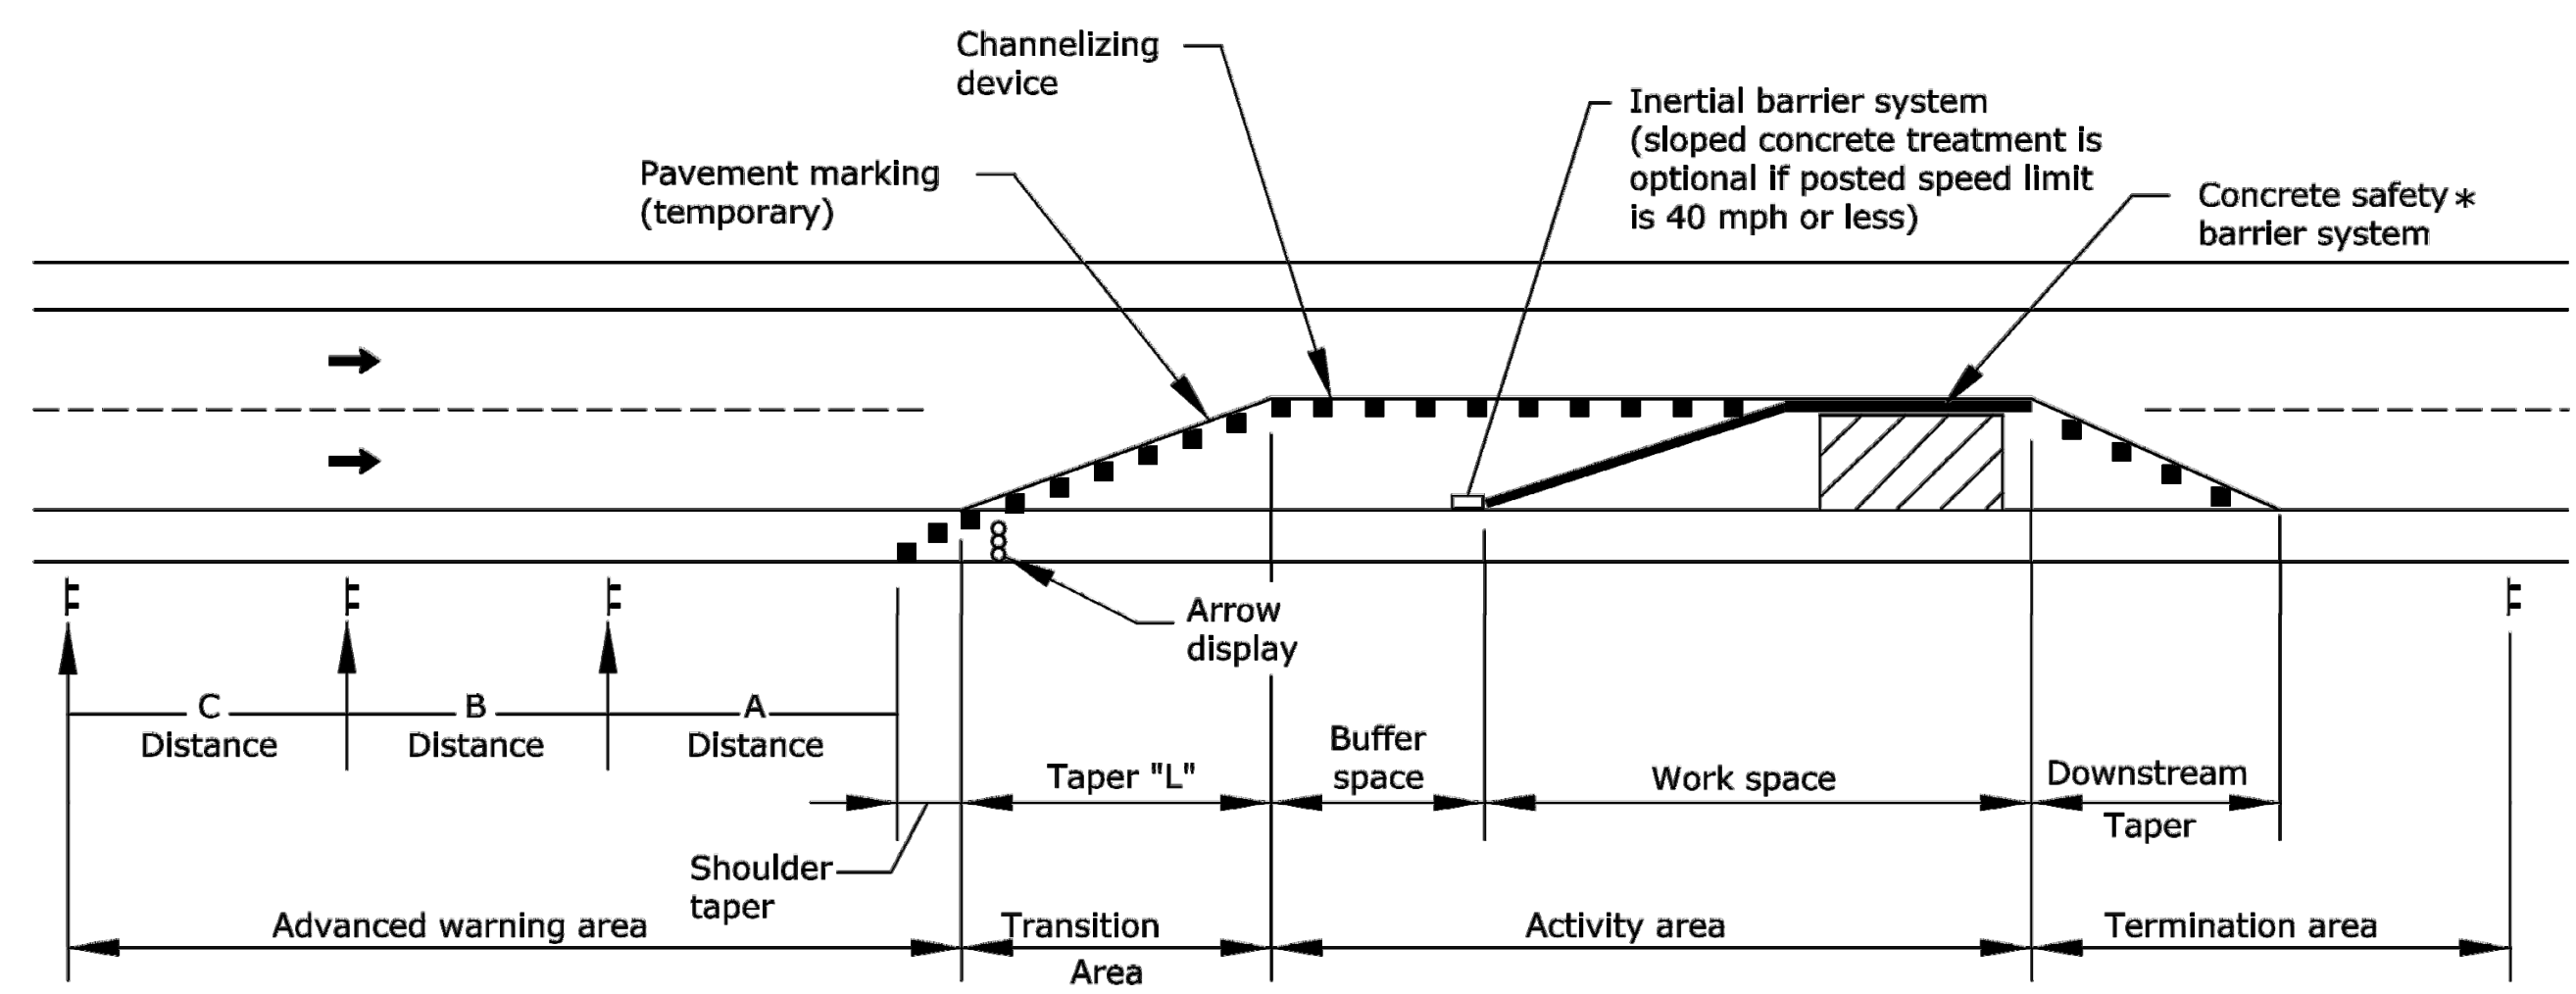 Channelizing
device
Inertial barrier system
(sloped concrete treatment is
optional if posted speed limit
is 40 mph or less)
Pavement marking
(temporary)
Concrete safety*
barrier system
Arrow
display
C
Distance
B
Distance
A
Distance
Taper "L"
Buffer
space
Work space
Downstream
Taper
Shoulder
taper
Advanced warning area
Transition
Area
Activity area
Termination area